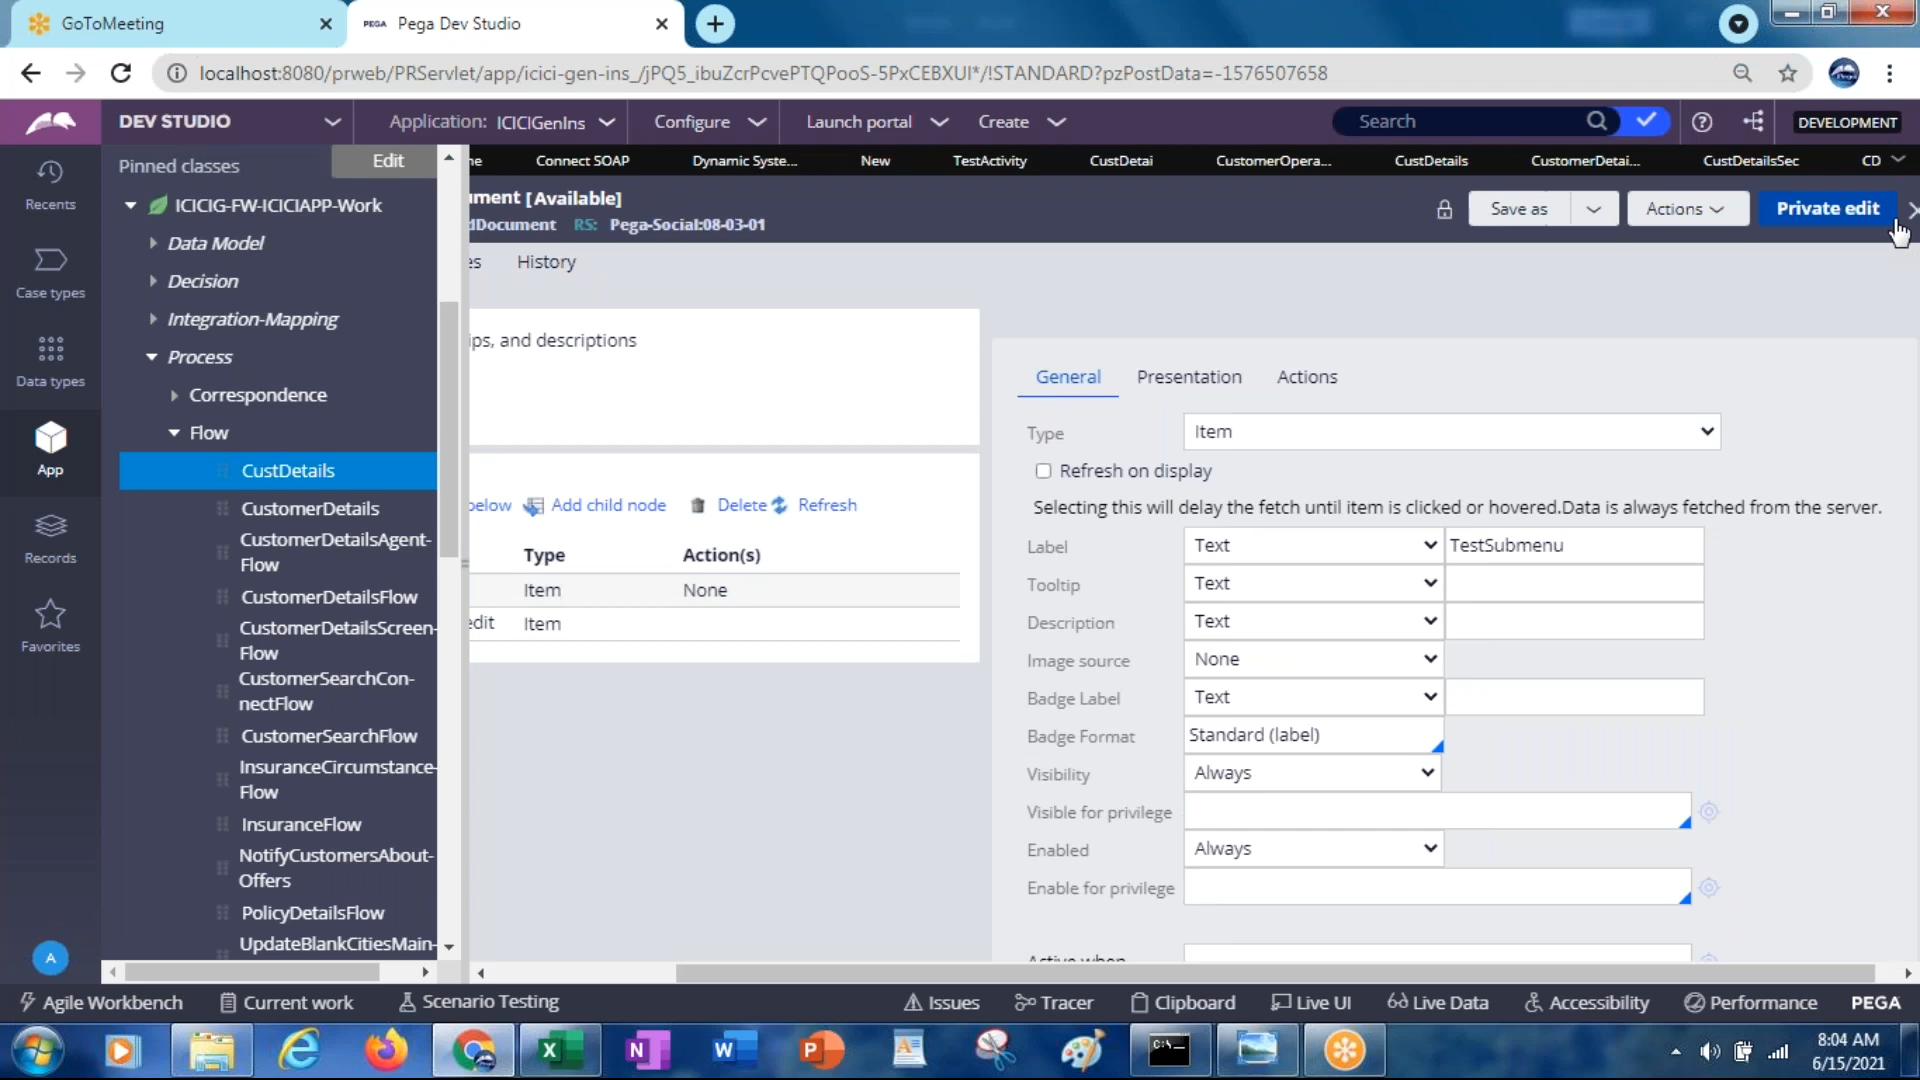 GoToMeeting
PEGA Pega Dev Studio
localhost:8080/prweb/PRServlet/app/icici-gen-ins_/jPQ5_ibuZcrPcvePTQPooS-5PxCEBXUI*/!STANDARD?pzPostData=-1576507658
DEV STUDIO Application: ICICIGenIns Configure Launch portal Create Search DEVELOPMENT
Pinned classes Edit
ne Connect SOAP Dynamic Syste... New TestActivity CustDetai CustomerOpera... CustDetails CustomerDetai... CustDetailsSec CD
ument [Available]
dDocument RS: Pega-Social:08-03-01
Save as Actions Private edit
es History
Recents
Case types
Data types
App
Records
Favorites
A
ICICIG-FW-ICICIAPP-Work
Data Model
Decision
Integration-Mapping
Process
Correspondence
Flow
CustDetails
CustomerDetails
CustomerDetailsAgent-
Flow
CustomerDetailsFlow
CustomerDetailsScreen-
Flow
CustomerSearchCon-
nectFlow
CustomerSearchFlow
InsuranceCircumstance-
Flow
InsuranceFlow
NotifyCustomersAbout-
Offers
PolicyDetailsFlow
UpdateBlankCitiesMain-
ips, and descriptions
below Add child node Delete Refresh
Type Action(s)
Item None
edit Item
General Presentation Actions
Type Item
Refresh on display
Selecting this will delay the fetch until item is clicked or hovered.Data is always fetched from the server.
Label Text TestSubmenu
Tooltip Text
Description Text
Image source None
Badge Label Text
Badge Format Standard (label)
Visibility Always
Visible for privilege
Enabled Always
Enable for privilege
Active when
Agile Workbench Current work Scenario Testing Issues Tracer Clipboard Live UI Live Data Accessibility Performance PEGA
8:04 AM
6/15/2021